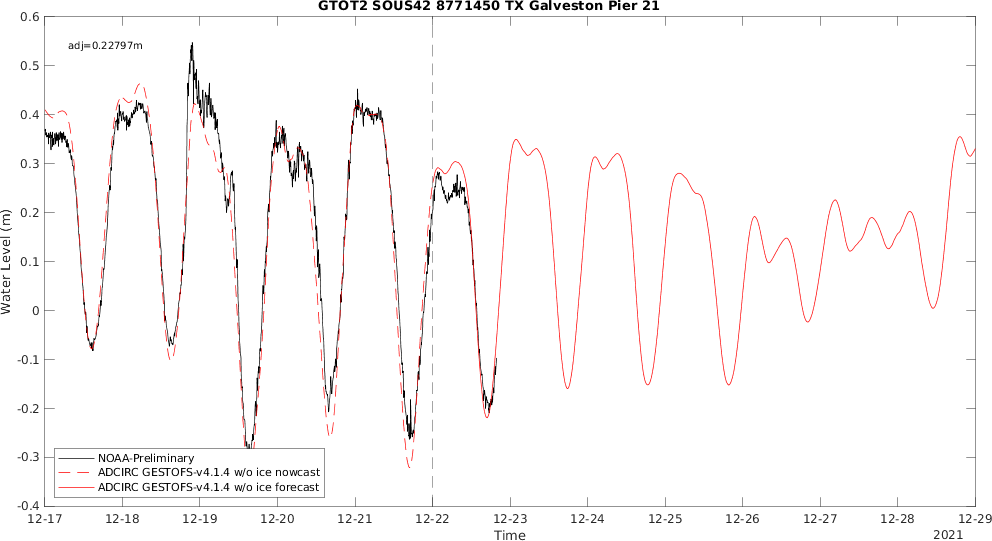 GTOT2 SOUS42 8771450 TX Galveston Pier 21
adj=0.22797m
0.6
0.5
0.4
0.3
0.2
0.1
0
-0.1
-0.2
-0.3
-0.4
Water Level (m)
NOAA-Preliminary
ADCIRC GESTOFS-v4.1.4 w/o ice nowcast
ADCIRC GESTOFS-v4.1.4 w/o ice forecast
12-17 12-18 12-19 12-20 12-21 12-22 12-23 12-24 12-25 12-26 12-27 12-28 12-29
Time
2021